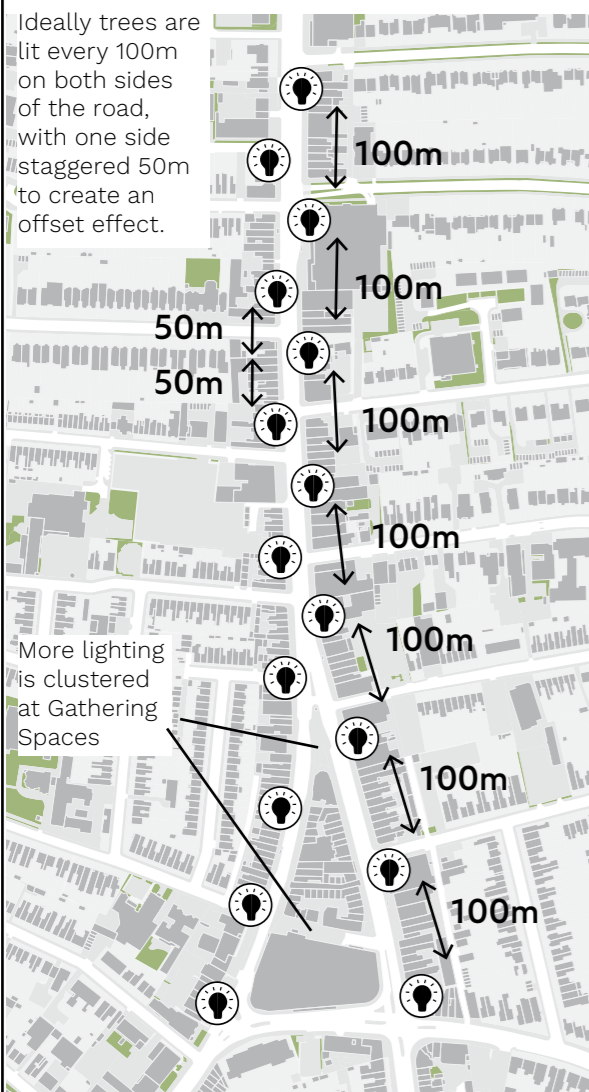 Ideally trees are
lit every 100m
on both sides
of the road,
with one side
staggered 50m
to create an
offset effect.
100m
100m
50m
50m
100m
100m
100m
More lighting
is clustered
at Gathering
Spaces
100m
100m